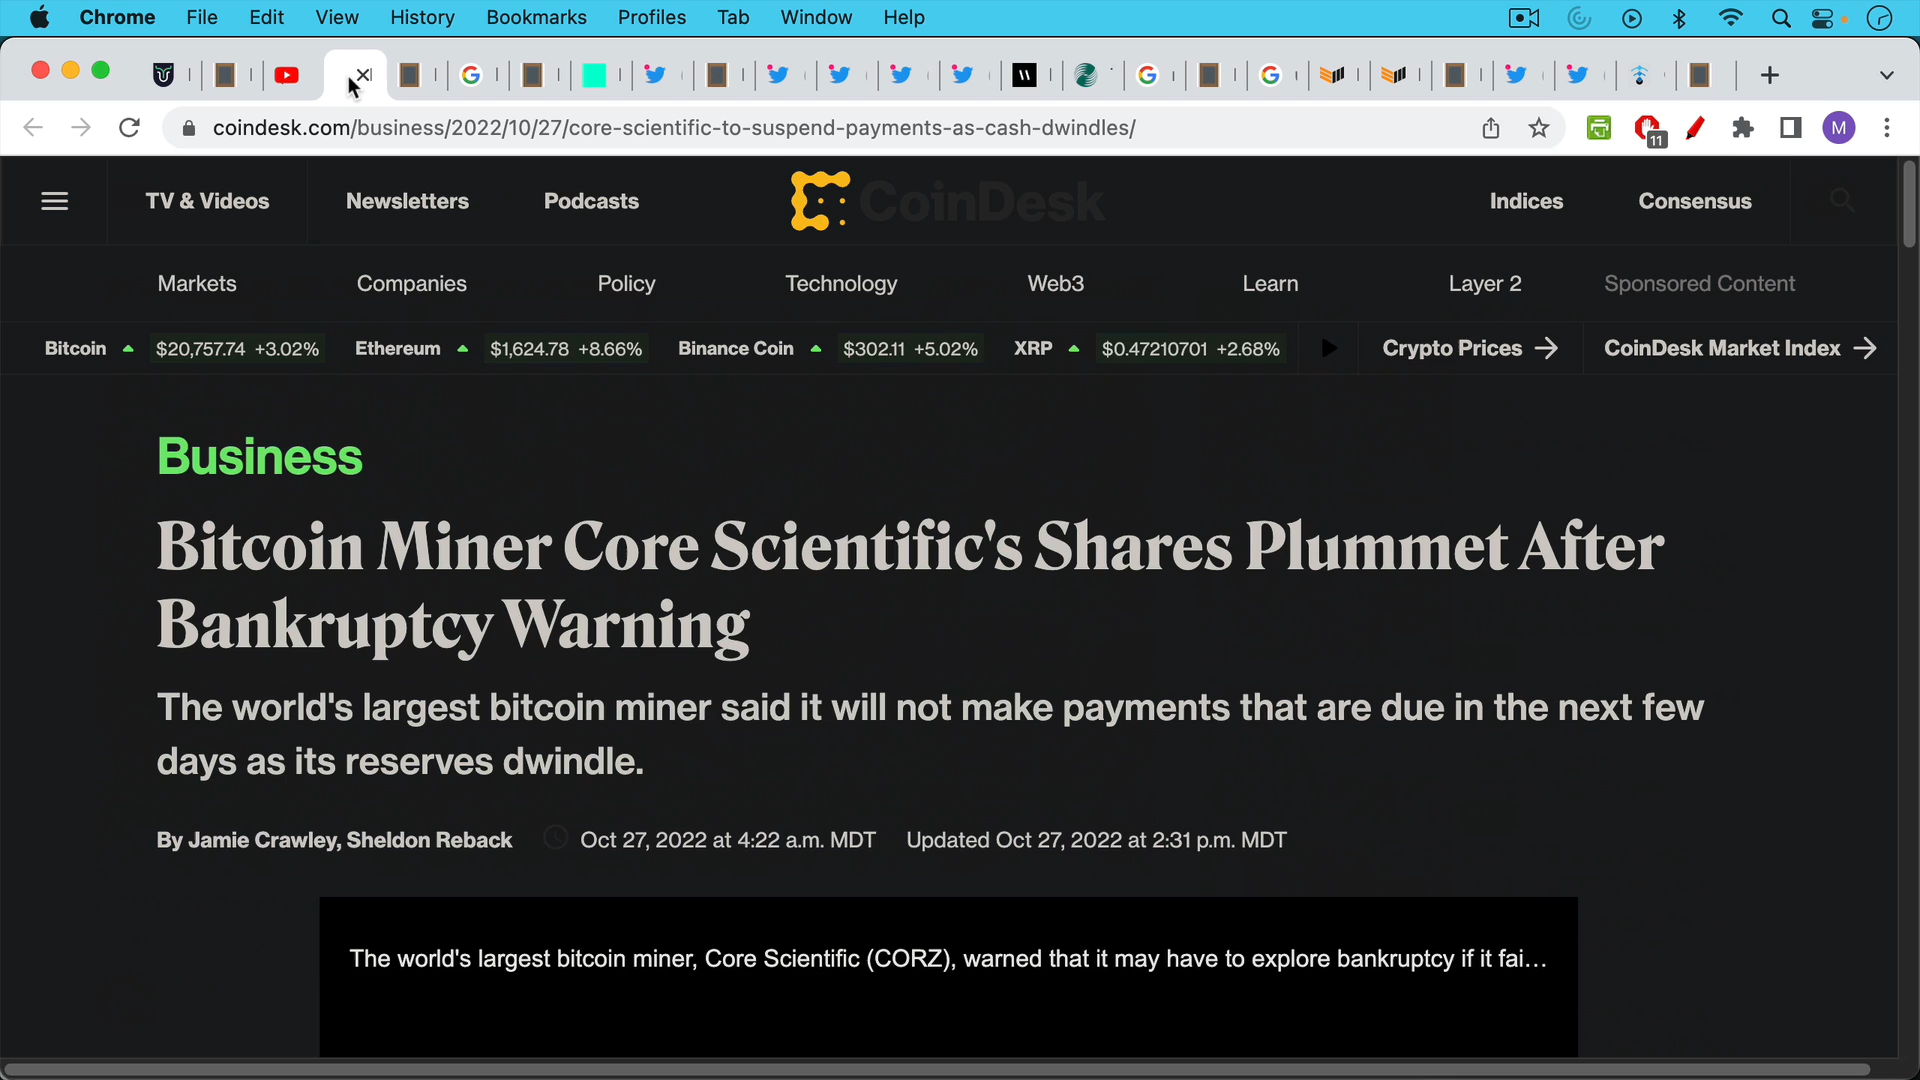 Chrome File Edit View History Bookmarks Profiles Tab Window Help
coindesk.com/business/2022/10/27/core-scientific-to-suspend-payments-as-cash-dwindles/
11
M
TV & Videos Newsletters Podcasts CoinDesk Indices Consensus
Markets Companies Policy Technology Web3 Learn Layer 2 Sponsored Content
Bitcoin $20,757.74 +3.02% Ethereum $1,624.78 +8.66% Binance Coin $302.11 +5.02% XRP $0.47210701 +2.68% Crypto Prices → CoinDesk Market Index →
Business
Bitcoin Miner Core Scientific's Shares Plummet After
Bankruptcy Warning
The world's largest bitcoin miner said it will not make payments that are due in the next few
days as its reserves dwindle.
By Jamie Crawley, Sheldon Reback Oct 27, 2022 at 4:22 a.m. MDT Updated Oct 27, 2022 at 2:31 p.m. MDT
The world's largest bitcoin miner, Core Scientific (CORZ), warned that it may have to explore bankruptcy if it fai…